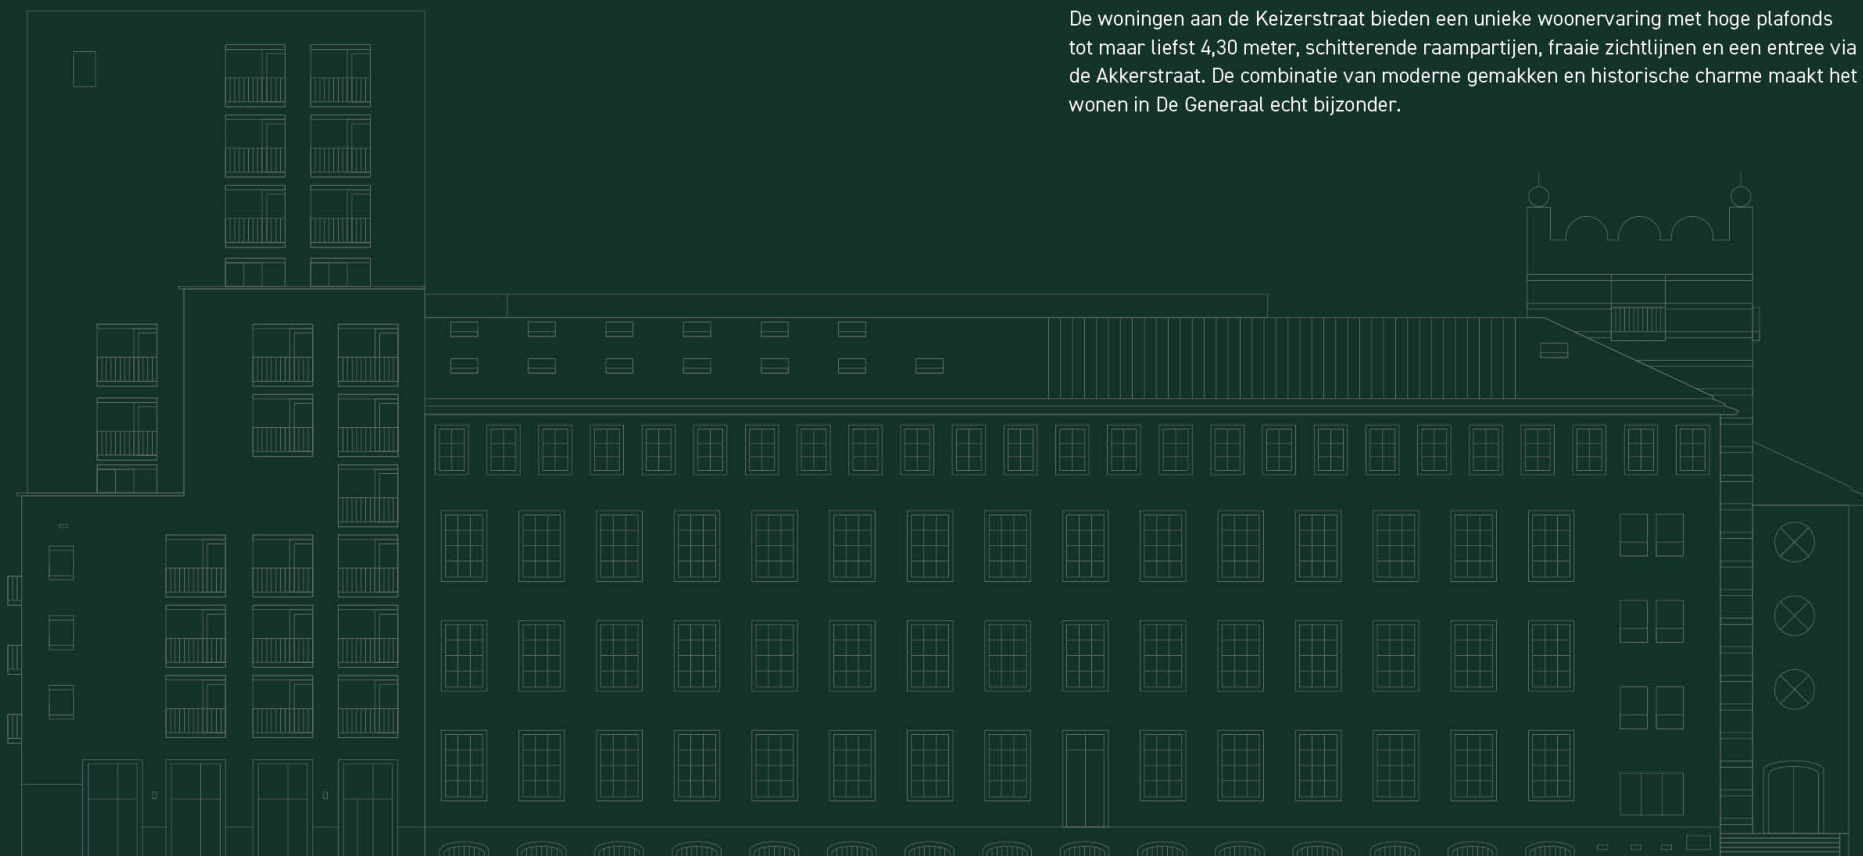 De woningen aan de Keizerstraat bieden een unieke woonervaring met hoge plafonds
tot maar liefst 4,30 meter, schitterende raampartijen, fraaie zichtlijnen en een entree via
de Akkerstraat. De combinatie van moderne gemakken en historische charme maakt het
wonen in De Generaal echt bijzonder.